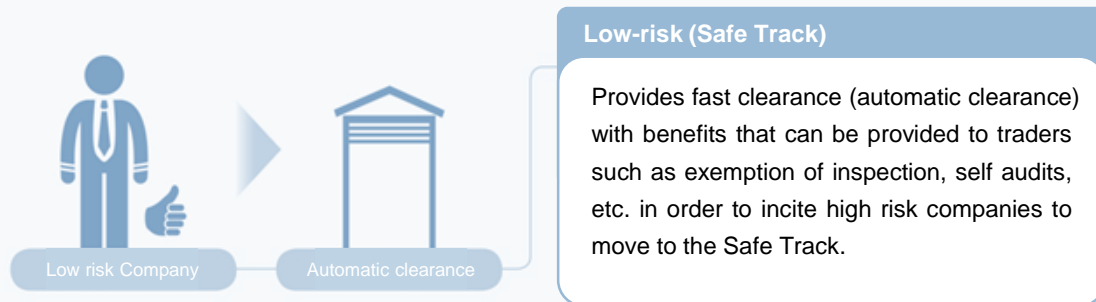 Low-risk (Safe Track)
Provides fast clearance (automatic clearance)
with benefits that can be provided to traders
such as exemption of inspection, self audits,
etc. in order to incite high risk companies to
move to the Safe Track.
Low risk Company
Automatic clearance